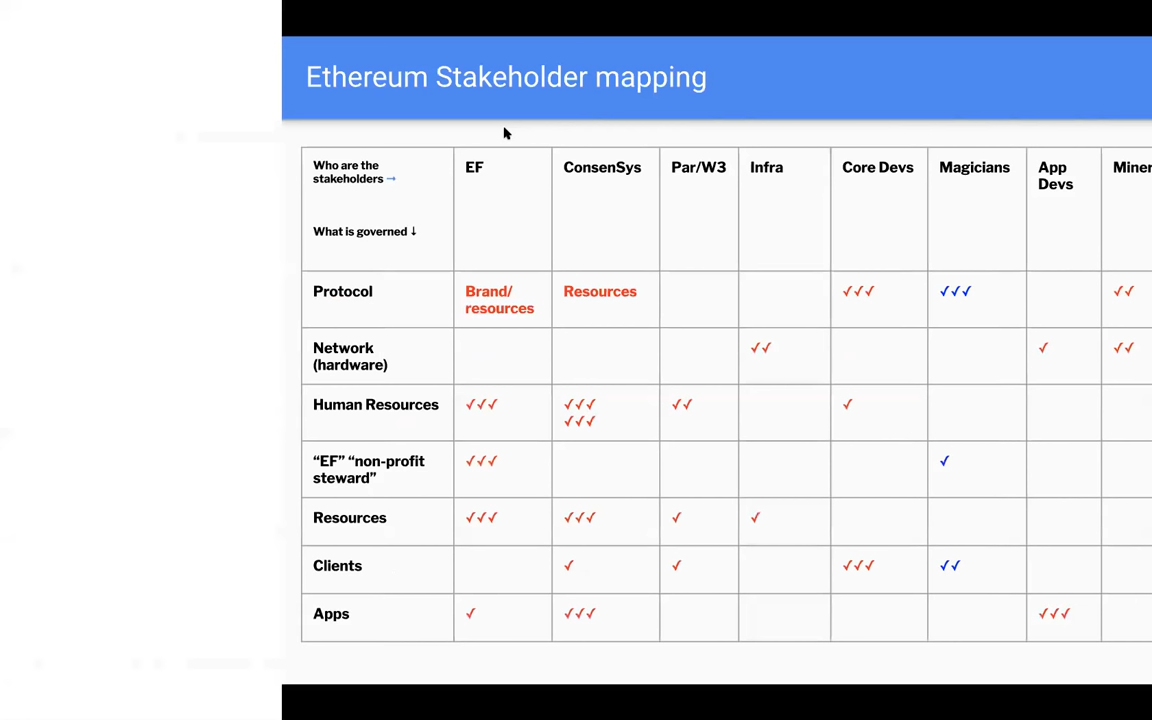 Ethereum Stakeholder mapping
Who are the stakeholders → EF ConsenSys Par/W3 Infra Core Devs Magicians App Devs Miner
What is governed ↓
Protocol Brand/ resources Resources ✓✓✓ ✓✓✓ ✓✓
Network (hardware) ✓✓ ✓ ✓✓
Human Resources ✓✓✓ ✓✓✓ ✓✓✓ ✓✓ ✓
“EF” “non-profit steward” ✓✓✓ ✓
Resources ✓✓✓ ✓✓✓ ✓ ✓
Clients ✓ ✓ ✓✓✓ ✓✓
Apps ✓ ✓✓✓ ✓✓✓